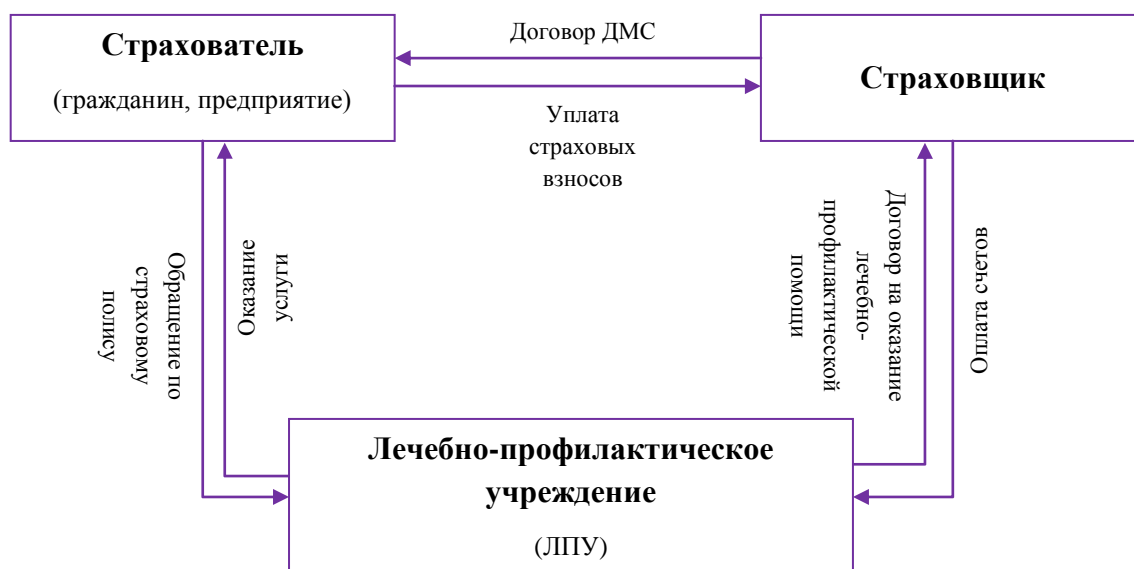 Страхователь
(гражданин, предприятие)
Договор ДМС
Уплата
страховых
взносов
Страховщик
Обращение по
страховому
полису
Оказание
услуги
Договор на оказание
лечебно-
профилактической
помощи
Оплата счетов
Лечебно-профилактическое
учреждение
(ЛПУ)